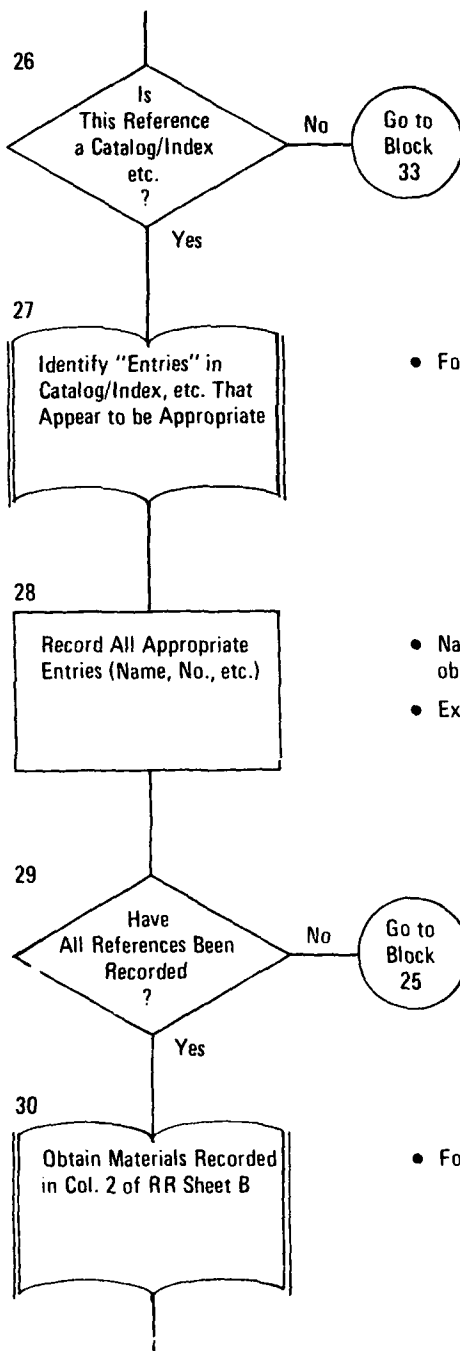 26
Is
This Reference
a Catalog/Index
etc.
?
No
Go to
Block
33
Yes
27
Identify "Entries" in
Catalog/Index, etc. That
Appear to be Appropriate
• Fo
28
Record All Appropriate
Entries (Name, No., etc.)
• Na
ob
• Ex
29
Have
All References Been
Recorded
?
No
Go to
Block
25
Yes
30
Obtain Materials Recorded
in Col. 2 of RR Sheet B
• Fo